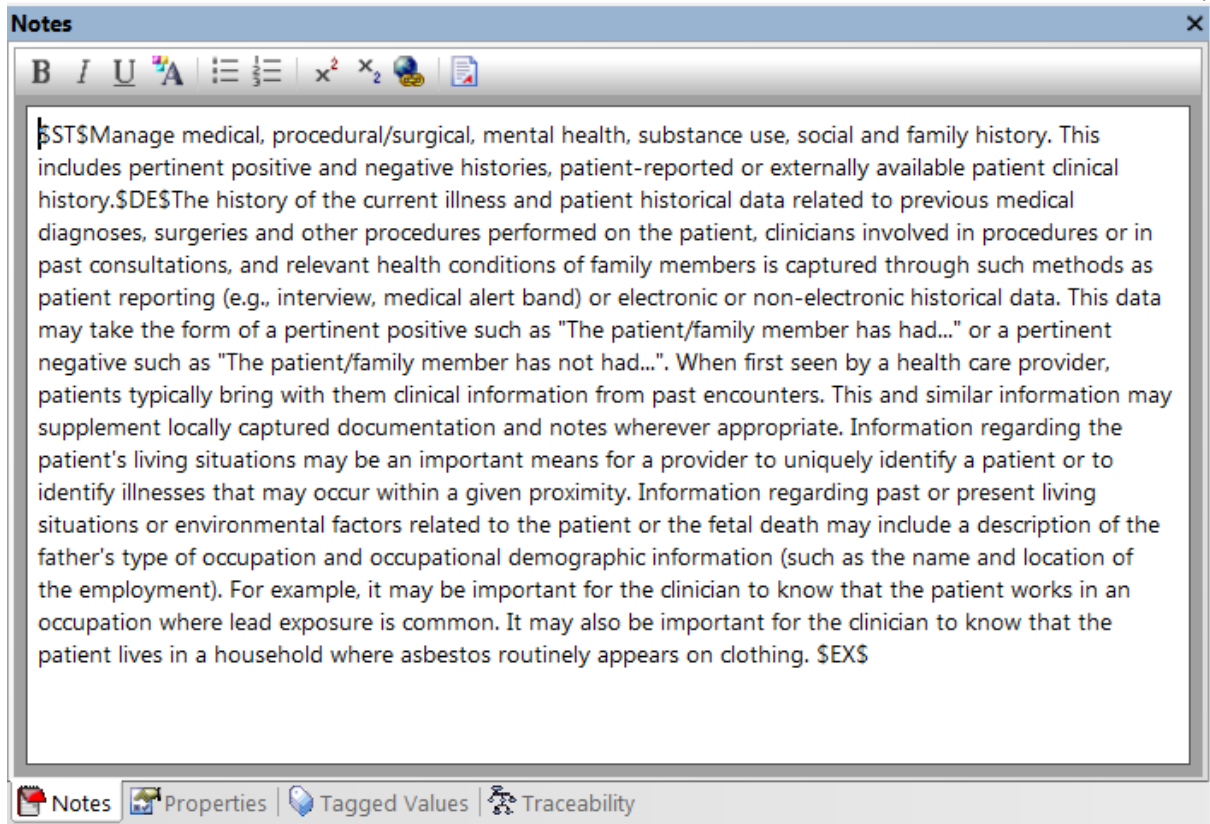 Notes
B I U A x² x₂
$ST$Manage medical, procedural/surgical, mental health, substance use, social and family history. This
includes pertinent positive and negative histories, patient-reported or externally available patient clinical
history.$DE$The history of the current illness and patient historical data related to previous medical
diagnoses, surgeries and other procedures performed on the patient, clinicians involved in procedures or in
past consultations, and relevant health conditions of family members is captured through such methods as
patient reporting (e.g., interview, medical alert band) or electronic or non-electronic historical data. This data
may take the form of a pertinent positive such as "The patient/family member has had..." or a pertinent
negative such as "The patient/family member has not had...". When first seen by a health care provider,
patients typically bring with them clinical information from past encounters. This and similar information may
supplement locally captured documentation and notes wherever appropriate. Information regarding the
patient's living situations may be an important means for a provider to uniquely identify a patient or to
identify illnesses that may occur within a given proximity. Information regarding past or present living
situations or environmental factors related to the patient or the fetal death may include a description of the
father's type of occupation and occupational demographic information (such as the name and location of
the employment). For example, it may be important for the clinician to know that the patient works in an
occupation where lead exposure is common. It may also be important for the clinician to know that the
patient lives in a household where asbestos routinely appears on clothing. $EX$
Notes Properties Tagged Values Traceability